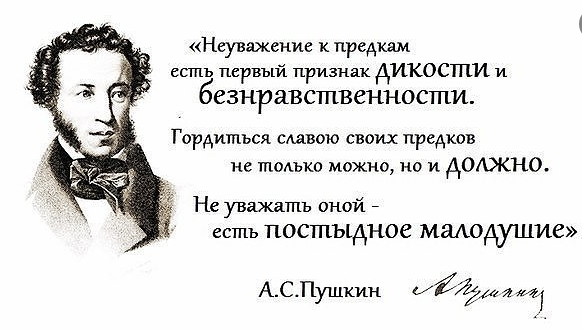 «Неуважение к предкам
есть первый признак дикости и
безнравственности.
Гордиться славою своих предков
не только можно, но и должно.
Не уважать оной -
есть постыдное малодушие»
А.С.Пушкин А.Пушкин